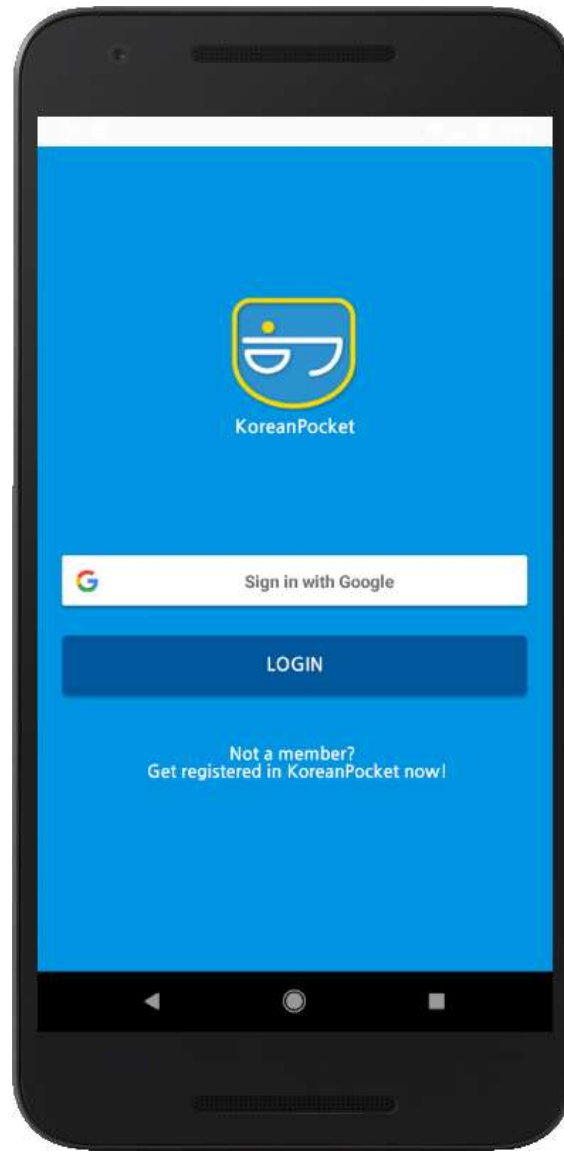 KoreanPocket
Sign in with Google
LOGIN
Not a member?
Get registered in KoreanPocket now!